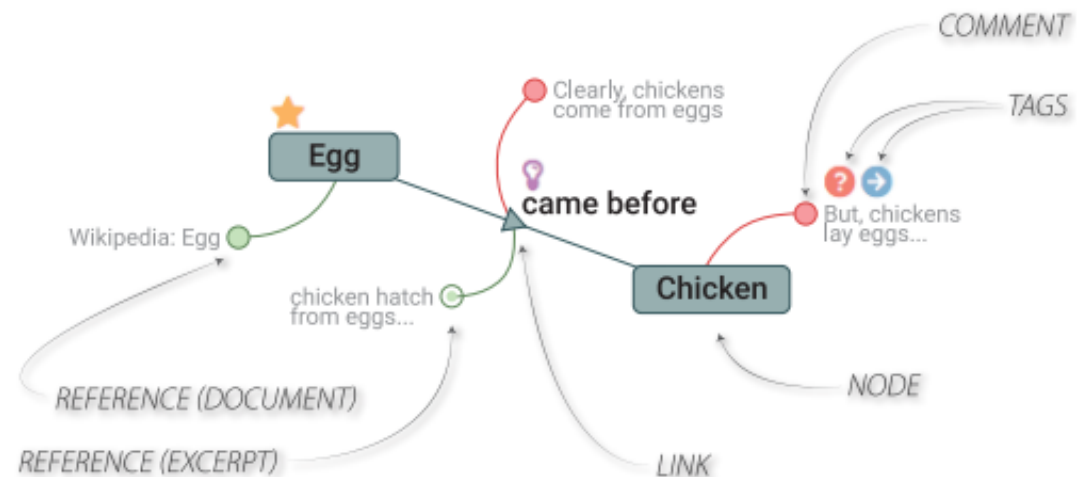 COMMENT
Clearly, chickens
come from eggs
TAGS
Egg
?
came before
But, chickens
lay eggs...
Wikipedia: Egg
Chicken
chicken hatch
from eggs...
REFERENCE (DOCUMENT)
NODE
REFERENCE (EXCERPT)
LINK